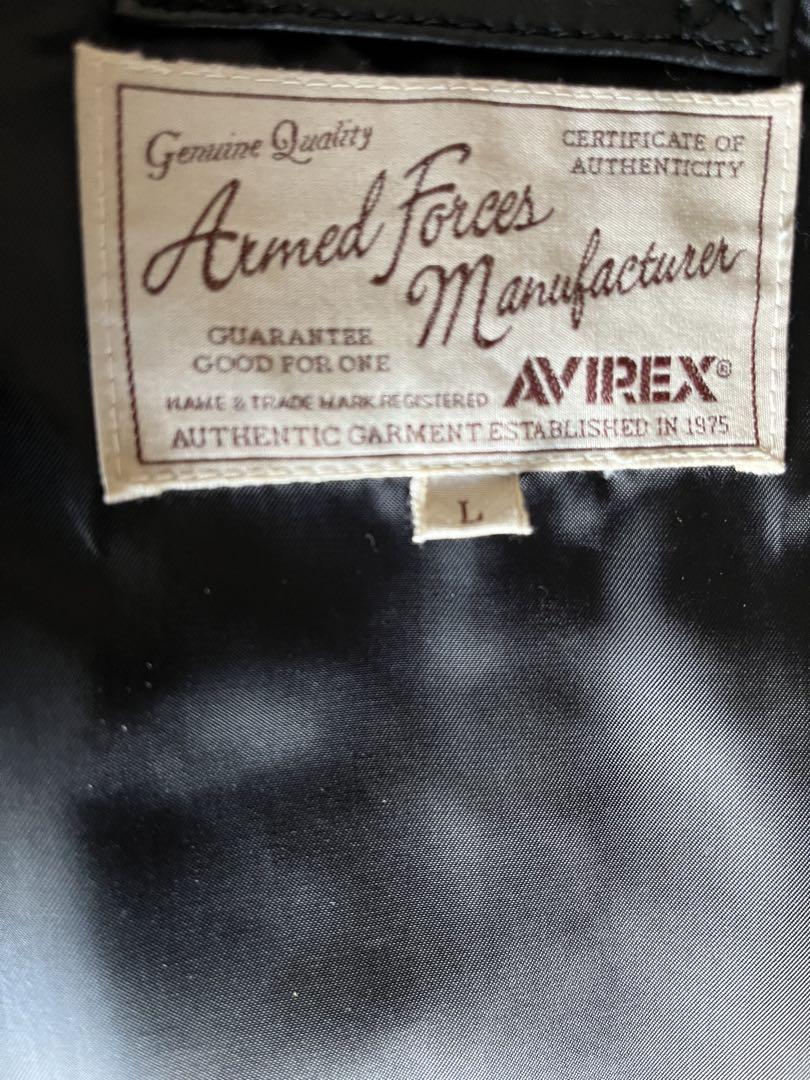 Genuine Quality
CERTIFICATE OF
AUTHENTICITY
Armed Forces
Manufacturer
GUARANTEE
GOOD FOR ONE
AVIREX®
NAME & TRADE MARK REGISTERED
AUTHENTIC GARMENT ESTABLISHED IN 1975
L